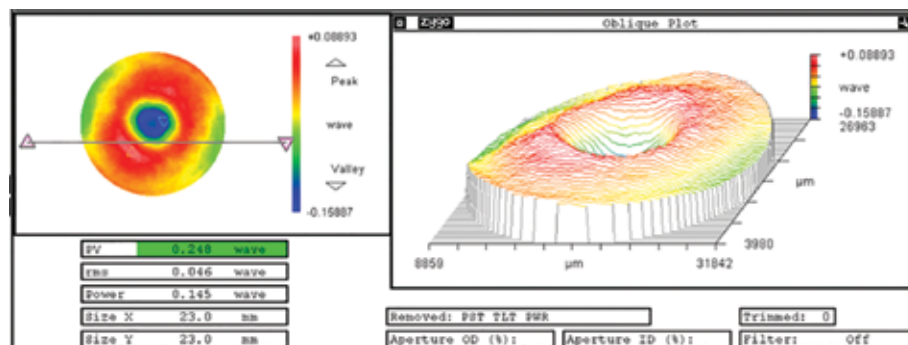 +0.08893
Peak
wave
Valley
-0.15887
zygo
Oblique Plot
+0.08893
wave
-0.15887
26963
µm
3980
8859
µm
31842
PV 0.248 wave
rms 0.046 wave
Power 0.145 wave
Size X 23.0 mm
Size Y 23.0 mm
Removed: PST TLT PWR
Trimmed: 0
Aperture OD (%):
Aperture ID (%):
Filter: Off